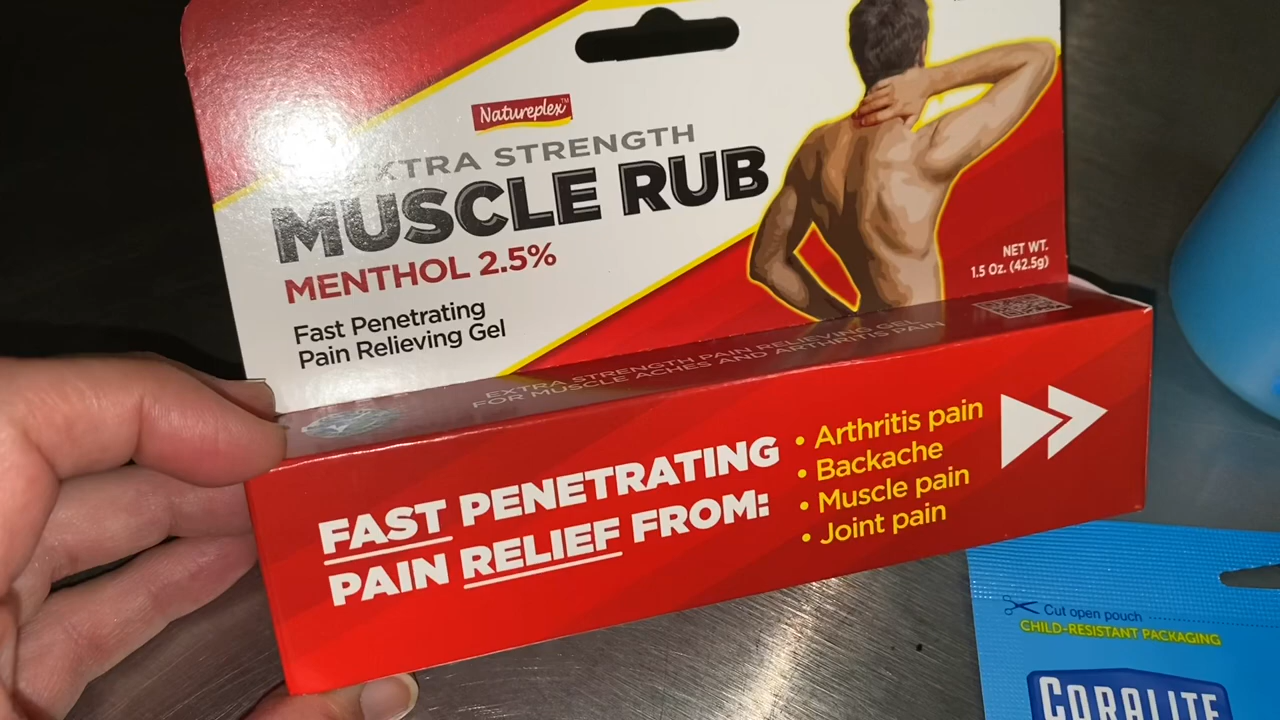 Natureplex™
EXTRA STRENGTH
MUSCLE RUB
MENTHOL 2.5%
Fast Penetrating
Pain Relieving Gel
NET WT.
1.5 Oz. (42.5g)
EXTRA STRENGTH PAIN RELIEVING GEL
FOR MUSCLE ACHES AND ARTHRITIS PAIN
FAST PENETRATING
PAIN RELIEF FROM:
• Arthritis pain
• Backache
• Muscle pain
• Joint pain
Cut open pouch
CHILD-RESISTANT PACKAGING
CORALITE